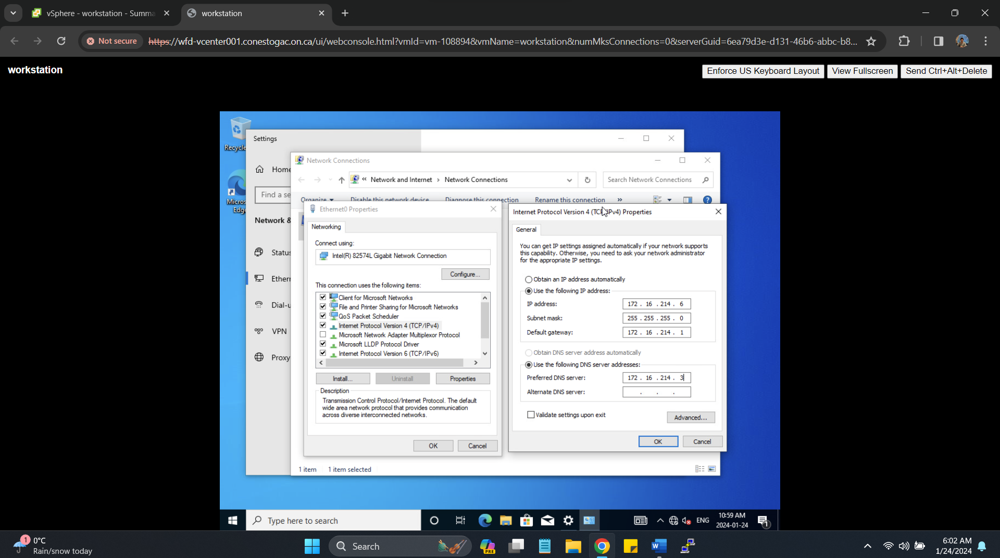 vSphere - workstation - Summa
workstation
Not secure
https://wfd-vcenter001.conestogac.on.ca/ui/webconsole.html?vmId=vm-108894&vmName=workstation&numMksConnections=0&serverGuid=6ea79d3e-d131-46b6-abbc-b8...
workstation
Enforce US Keyboard Layout
View Fullscreen
Send Ctrl+Alt+Delete
Recycle
Micros
Edg
Settings
Home
Find a se
Network &
Status
Ether
Dial-u
VPN
Proxy
Network Connections
« Network and Internet > Network Connections
Search Network Connections
Organize
Disable this network device
Diagnose this connection
Rename this connection
»
Ethernet0 Properties
Networking
Connect using:
Intel(R) 82574L Gigabit Network Connection
Configure...
This connection uses the following items:
Client for Microsoft Networks
File and Printer Sharing for Microsoft Networks
QoS Packet Scheduler
Internet Protocol Version 4 (TCP/IPv4)
Microsoft Network Adapter Multiplexor Protocol
Microsoft LLDP Protocol Driver
Internet Protocol Version 6 (TCP/IPv6)
Install...
Uninstall
Properties
Description
Transmission Control Protocol/Internet Protocol. The default
wide area network protocol that provides communication
across diverse interconnected networks.
OK
Cancel
Internet Protocol Version 4 (TCP/IPv4) Properties
General
You can get IP settings assigned automatically if your network supports
this capability. Otherwise, you need to ask your network administrator
for the appropriate IP settings.
Obtain an IP address automatically
Use the following IP address:
IP address: 172 . 16 . 214 . 6
Subnet mask: 255 . 255 . 255 . 0
Default gateway: 172 . 16 . 214 . 1
Obtain DNS server address automatically
Use the following DNS server addresses:
Preferred DNS server: 172 . 16 . 214 . 3
Alternate DNS server: . . .
Validate settings upon exit
Advanced...
OK
Cancel
1 item
1 item selected
Type here to search
ENG
10:59 AM
2024-01-24
1
1
0°C
Rain/snow today
Search
PRE
W
6:02 AM
1/24/2024